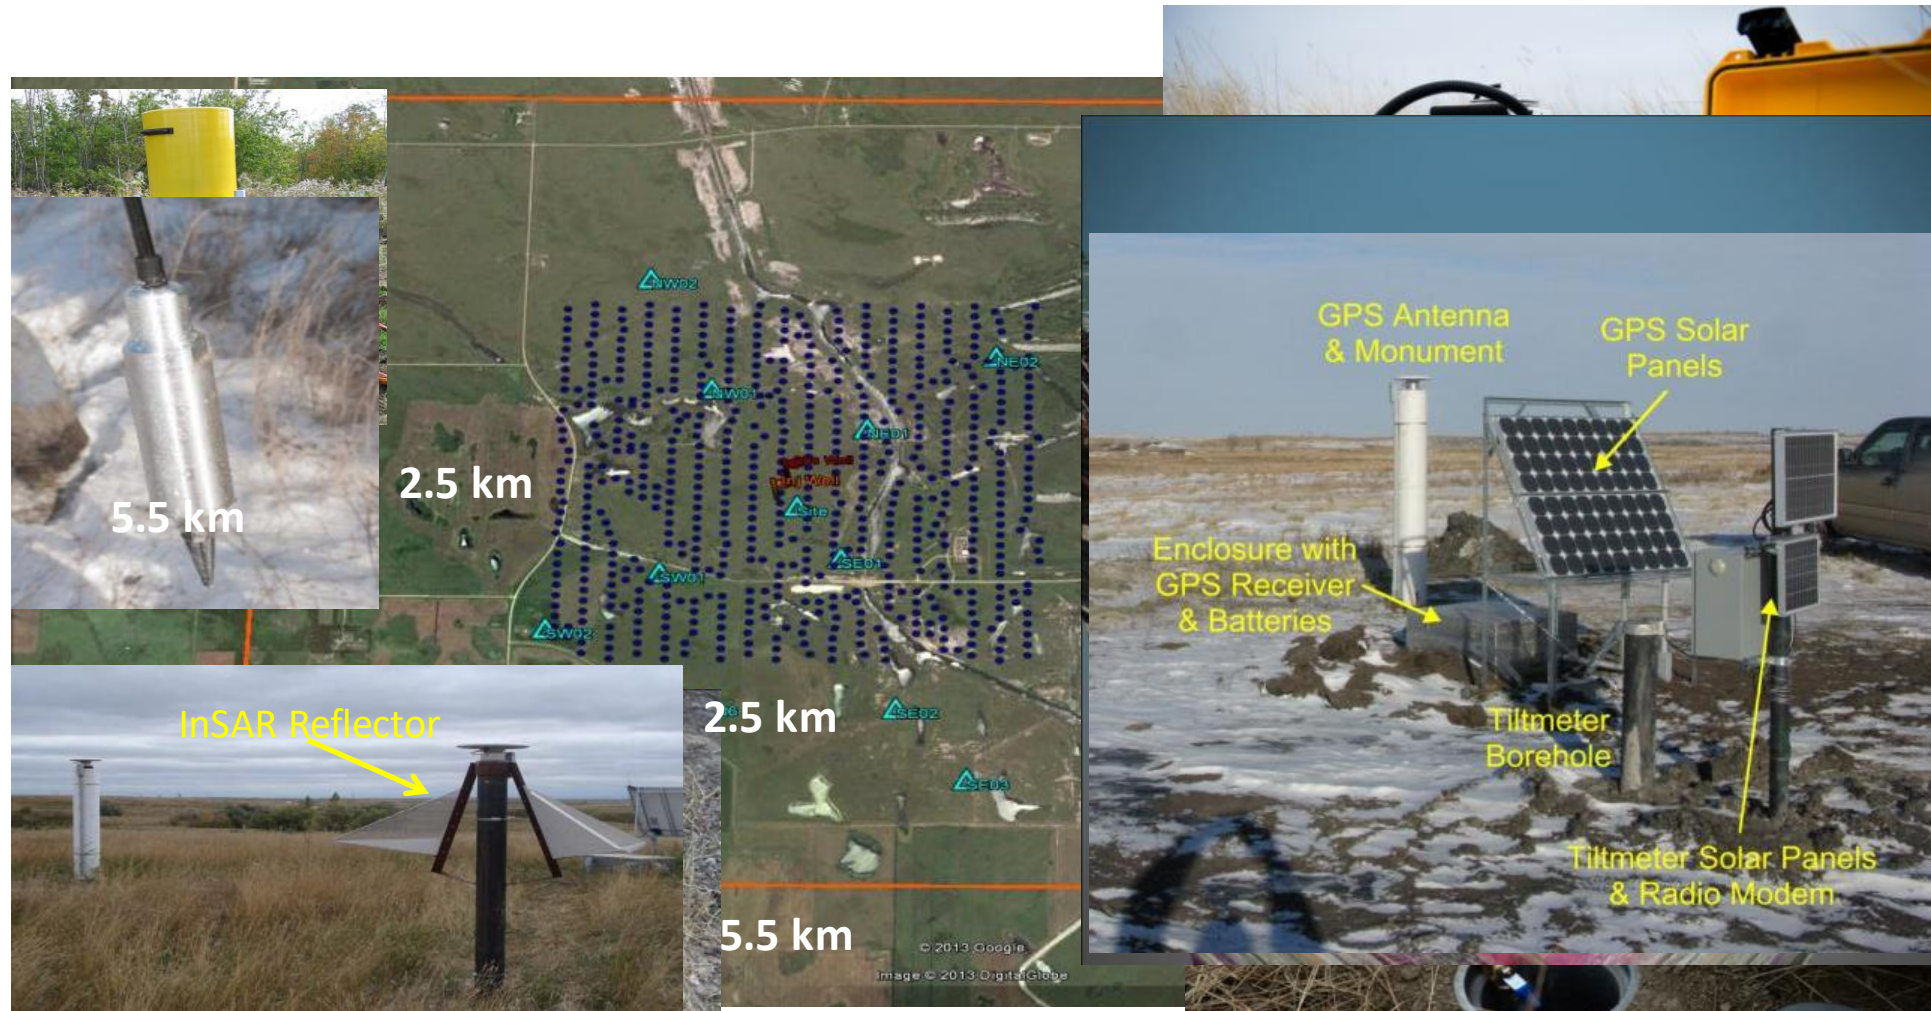 NW02
NE02
NW01
NE01
Well
Well
Site
SE01
SW01
SW02
SE02
SE03
2.5 km
5.5 km
2.5 km
5.5 km
© 2013 Google
Image © 2013 DigitalGlobe
InSAR Reflector
GPS Antenna
& Monument
GPS Solar
Panels
Enclosure with
GPS Receiver
& Batteries
Tiltmeter
Borehole
Tiltmeter Solar Panels
& Radio Modem